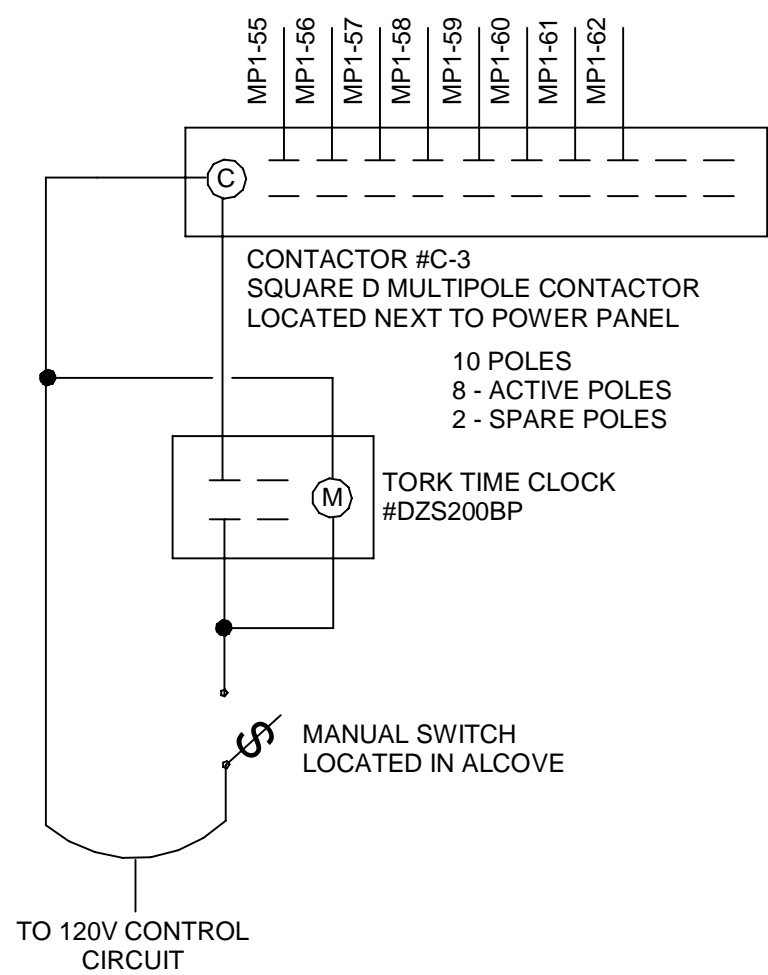 MP1-55
MP1-56
MP1-57
MP1-58
MP1-59
MP1-60
MP1-61
MP1-62
C
CONTACTOR #C-3
SQUARE D MULTIPOLE CONTACTOR
LOCATED NEXT TO POWER PANEL
10 POLES
8 - ACTIVE POLES
2 - SPARE POLES
M
TORK TIME CLOCK
#DZS200BP
$
MANUAL SWITCH
LOCATED IN ALCOVE
TO 120V CONTROL
CIRCUIT